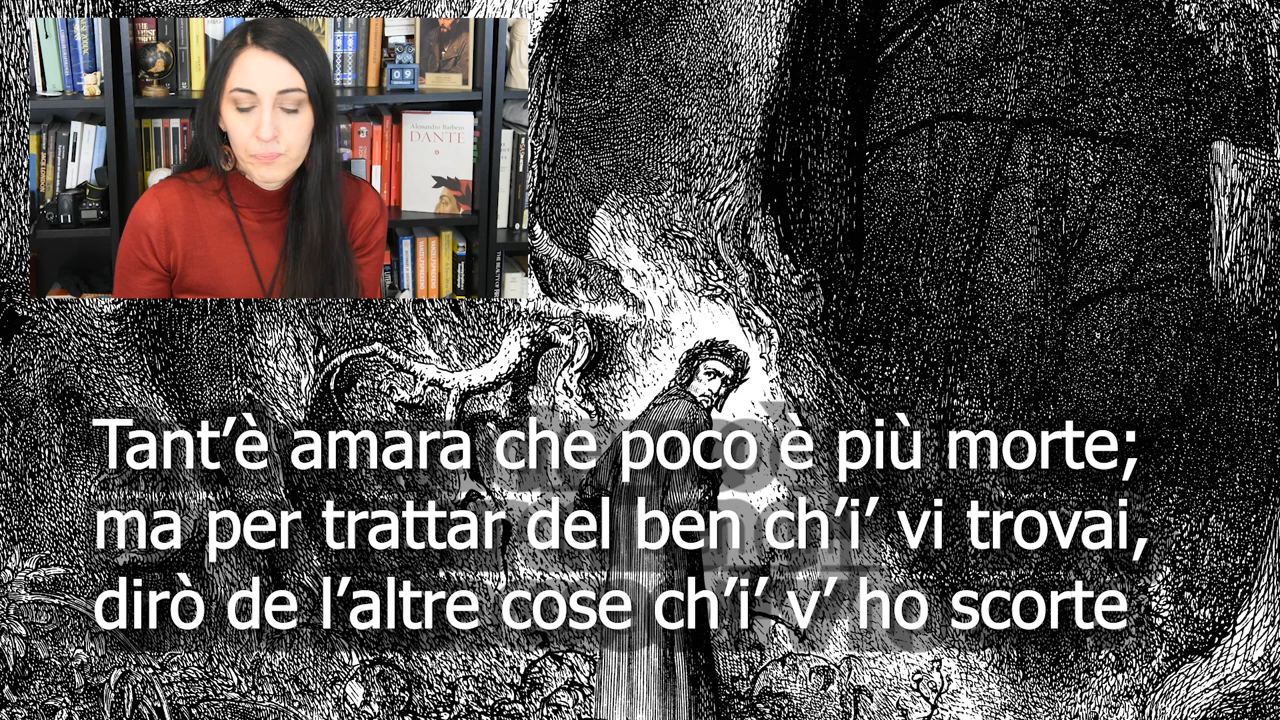 09
Alessandro Barbero
DANTE
Tant’è amara che poco è più morte;
ma per trattar del ben ch’i’ vi trovai,
dirò de l’altre cose ch’i’ v’ ho scorte